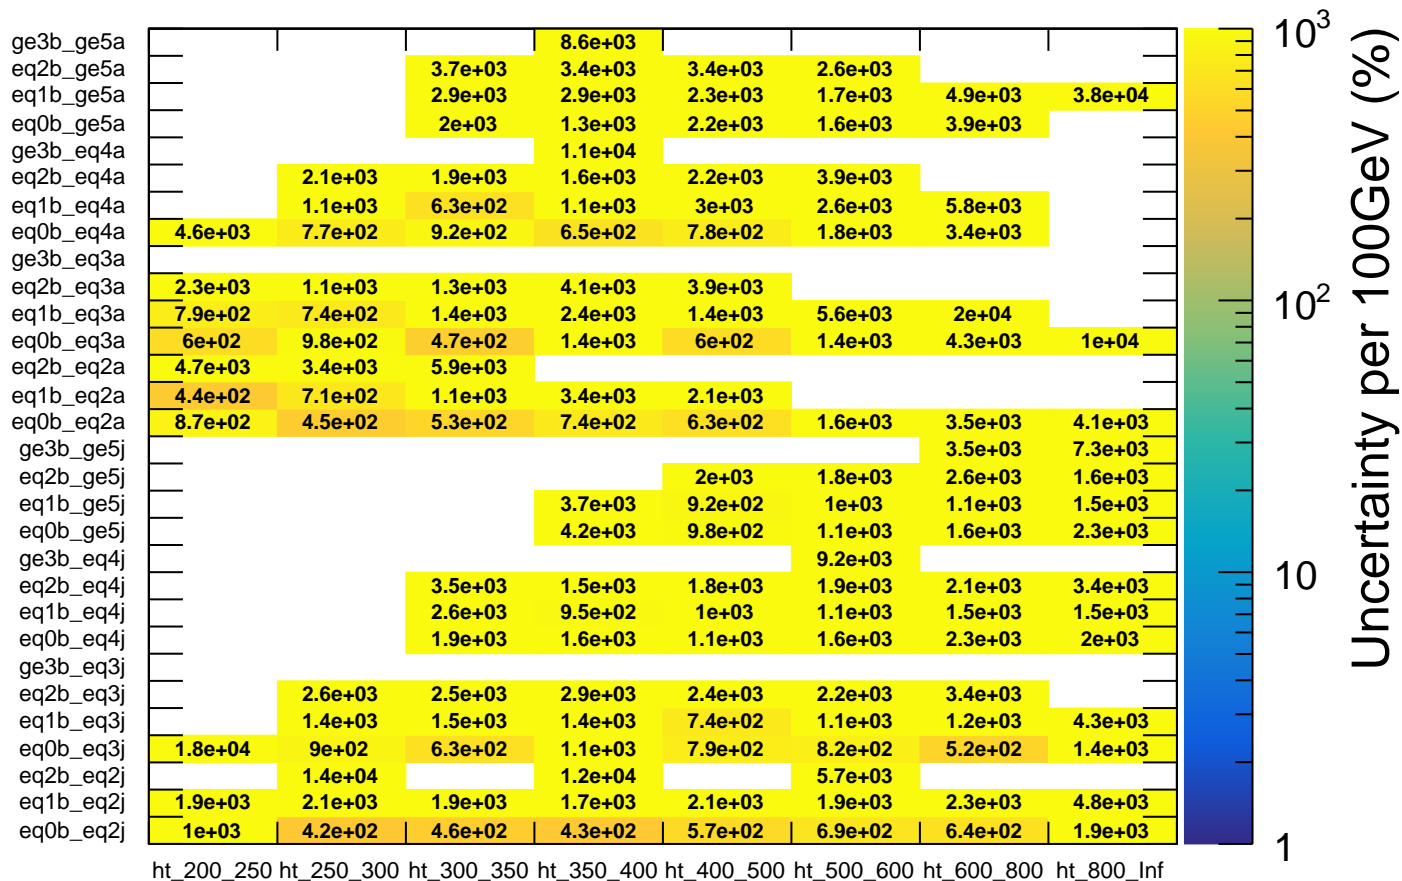 ge3b_ge5a 8.6e+03
eq2b_ge5a 3.7e+03 3.4e+03 3.4e+03 2.6e+03
eq1b_ge5a 2.9e+03 2.9e+03 2.3e+03 1.7e+03 4.9e+03 3.8e+04
eq0b_ge5a 2e+03 1.3e+03 2.2e+03 1.6e+03 3.9e+03
ge3b_eq4a 1.1e+04
eq2b_eq4a 2.1e+03 1.9e+03 1.6e+03 2.2e+03 3.9e+03
eq1b_eq4a 1.1e+03 6.3e+02 1.1e+03 3e+03 2.6e+03 5.8e+03
eq0b_eq4a 4.6e+03 7.7e+02 9.2e+02 6.5e+02 7.8e+02 1.8e+03 3.4e+03
ge3b_eq3a
eq2b_eq3a 2.3e+03 1.1e+03 1.3e+03 4.1e+03 3.9e+03
eq1b_eq3a 7.9e+02 7.4e+02 1.4e+03 2.4e+03 1.4e+03 5.6e+03 2e+04
eq0b_eq3a 6e+02 9.8e+02 4.7e+02 1.4e+03 6e+02 1.4e+03 4.3e+03 1e+04
eq2b_eq2a 4.7e+03 3.4e+03 5.9e+03
eq1b_eq2a 4.4e+02 7.1e+02 1.1e+03 3.4e+03 2.1e+03
eq0b_eq2a 8.7e+02 4.5e+02 5.3e+02 7.4e+02 6.3e+02 1.6e+03 3.5e+03 4.1e+03
ge3b_ge5j 3.5e+03 7.3e+03
eq2b_ge5j 2e+03 1.8e+03 2.6e+03 1.6e+03
eq1b_ge5j 3.7e+03 9.2e+02 1e+03 1.1e+03 1.5e+03
eq0b_ge5j 4.2e+03 9.8e+02 1.1e+03 1.6e+03 2.3e+03
ge3b_eq4j 9.2e+03
eq2b_eq4j 3.5e+03 1.5e+03 1.8e+03 1.9e+03 2.1e+03 3.4e+03
eq1b_eq4j 2.6e+03 9.5e+02 1e+03 1.1e+03 1.5e+03 1.5e+03
eq0b_eq4j 1.9e+03 1.6e+03 1.1e+03 1.6e+03 2.3e+03 2e+03
ge3b_eq3j
eq2b_eq3j 2.6e+03 2.5e+03 2.9e+03 2.4e+03 2.2e+03 3.4e+03
eq1b_eq3j 1.4e+03 1.5e+03 1.4e+03 7.4e+02 1.1e+03 1.2e+03 4.3e+03
eq0b_eq3j 1.8e+04 9e+02 6.3e+02 1.1e+03 7.9e+02 8.2e+02 5.2e+02 1.4e+03
eq2b_eq2j 1.4e+04 1.2e+04 5.7e+03
eq1b_eq2j 1.9e+03 2.1e+03 1.9e+03 1.7e+03 2.1e+03 1.9e+03 2.3e+03 4.8e+03
eq0b_eq2j 1e+03 4.2e+02 4.6e+02 4.3e+02 5.7e+02 6.9e+02 6.4e+02 1.9e+03
ht_200_250 ht_250_300 ht_300_350 ht_350_400 ht_400_500 ht_500_600 ht_600_800 ht_800_Inf
10³
10²
10
1
Uncertainty per 100GeV (%)